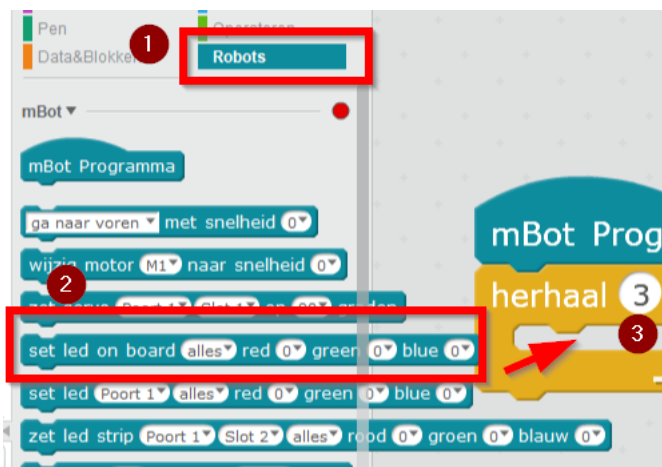 Pen
Operatoren
1
Data&Blokken
Robots
mBot
mBot Programma
ga naar voren met snelheid 0
wijzig motor M1 naar snelheid 0
2
Poort 1 Slot 1 op 90 graden
set led on board alles red 0 green 0 blue 0
set led Poort 1 alles red 0 green 0 blue 0
zet led strip Poort 1 Slot 2 alles rood 0 groen 0 blauw 0
mBot Prog
herhaal 3
3